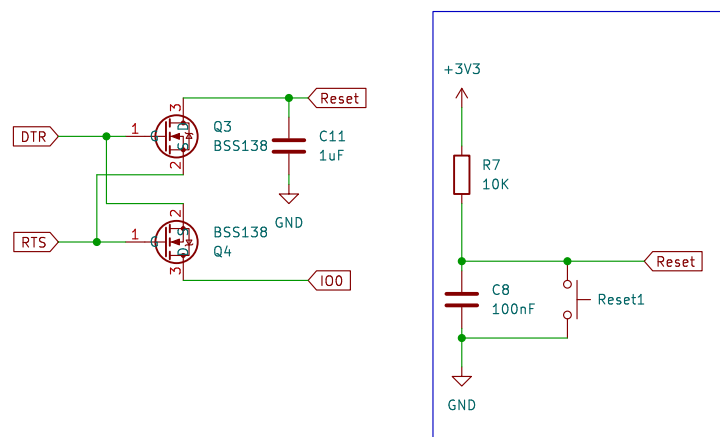 DTR
1
3
G
D
S
2
Q3
BSS138
Reset
C11
1uF
GND
RTS
1
2
G
S
D
3
BSS138
Q4
IO0
+3V3
R7
10K
Reset
C8
100nF
Reset1
GND